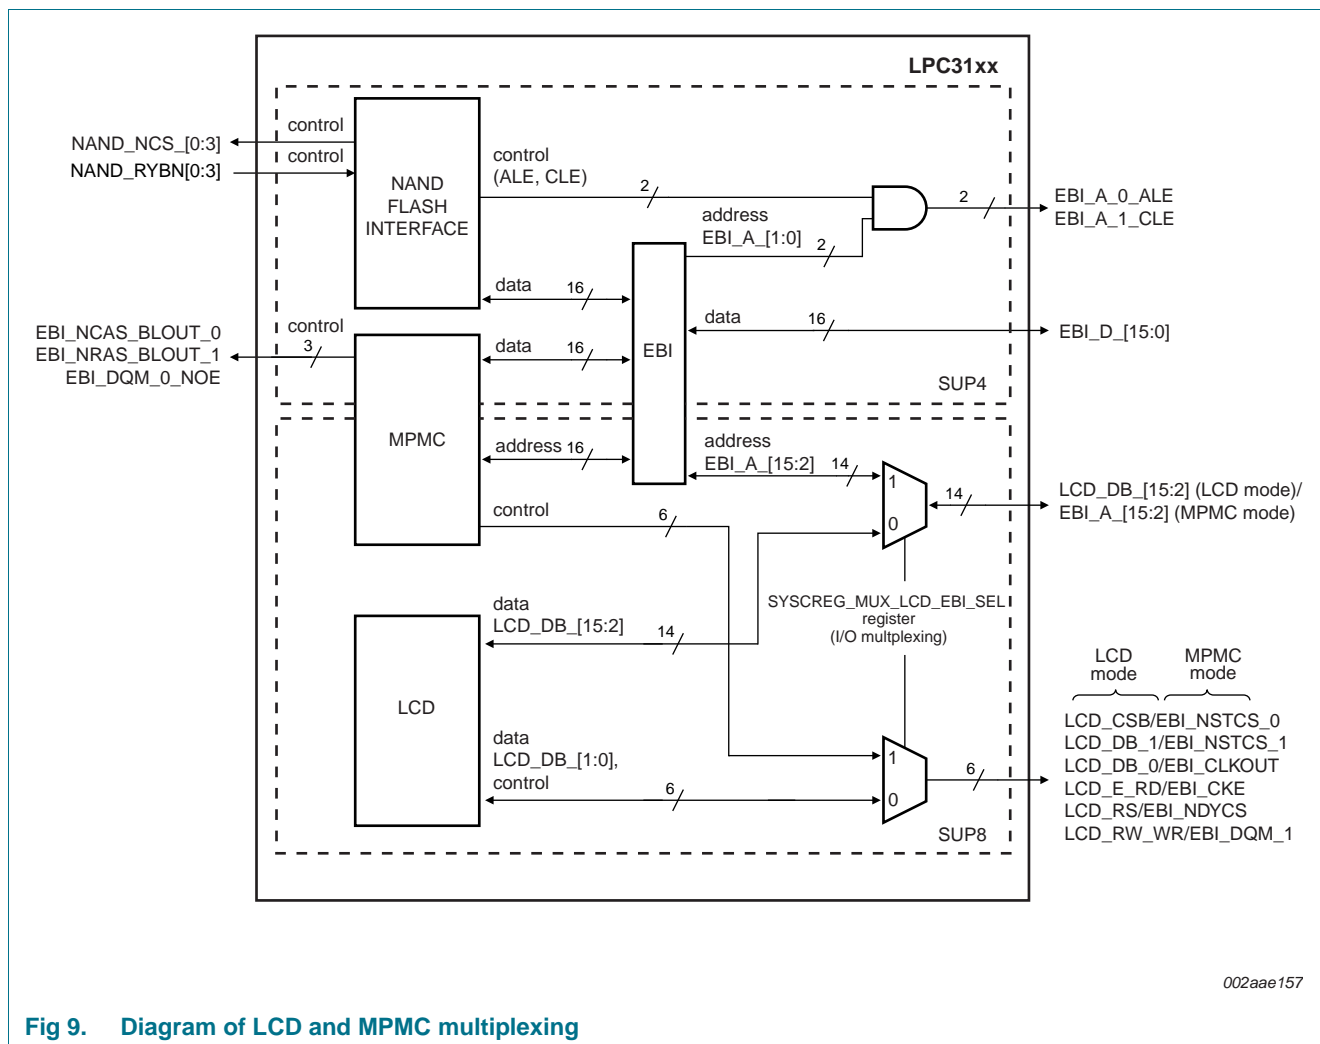 LPC31xx
NAND_NCS_[0:3]
control
NAND_RYBN[0:3]
control
NAND
FLASH
INTERFACE
control
(ALE, CLE)
2
address
EBI_A_[1:0]
2
2
EBI_A_0_ALE
EBI_A_1_CLE
data 16
EBI_NCAS_BLOUT_0
EBI_NRAS_BLOUT_1
EBI_DQM_0_NOE
control
3
data 16
EBI
data 16
EBI_D_[15:0]
SUP4
MPMC
address 16
address
EBI_A_[15:2] 14
1
0
14
LCD_DB_[15:2] (LCD mode)/
EBI_A_[15:2] (MPMC mode)
control 6
SYSCREG_MUX_LCD_EBI_SEL
register
(I/O multplexing)
data
LCD_DB_[15:2] 14
LCD
data
LCD_DB_[1:0],
control 6
1
0
6
SUP8
LCD
mode
MPMC
mode
LCD_CSB/EBI_NSTCS_0
LCD_DB_1/EBI_NSTCS_1
LCD_DB_0/EBI_CLKOUT
LCD_E_RD/EBI_CKE
LCD_RS/EBI_NDYCS
LCD_RW_WR/EBI_DQM_1
002aae157
Fig 9. Diagram of LCD and MPMC multiplexing